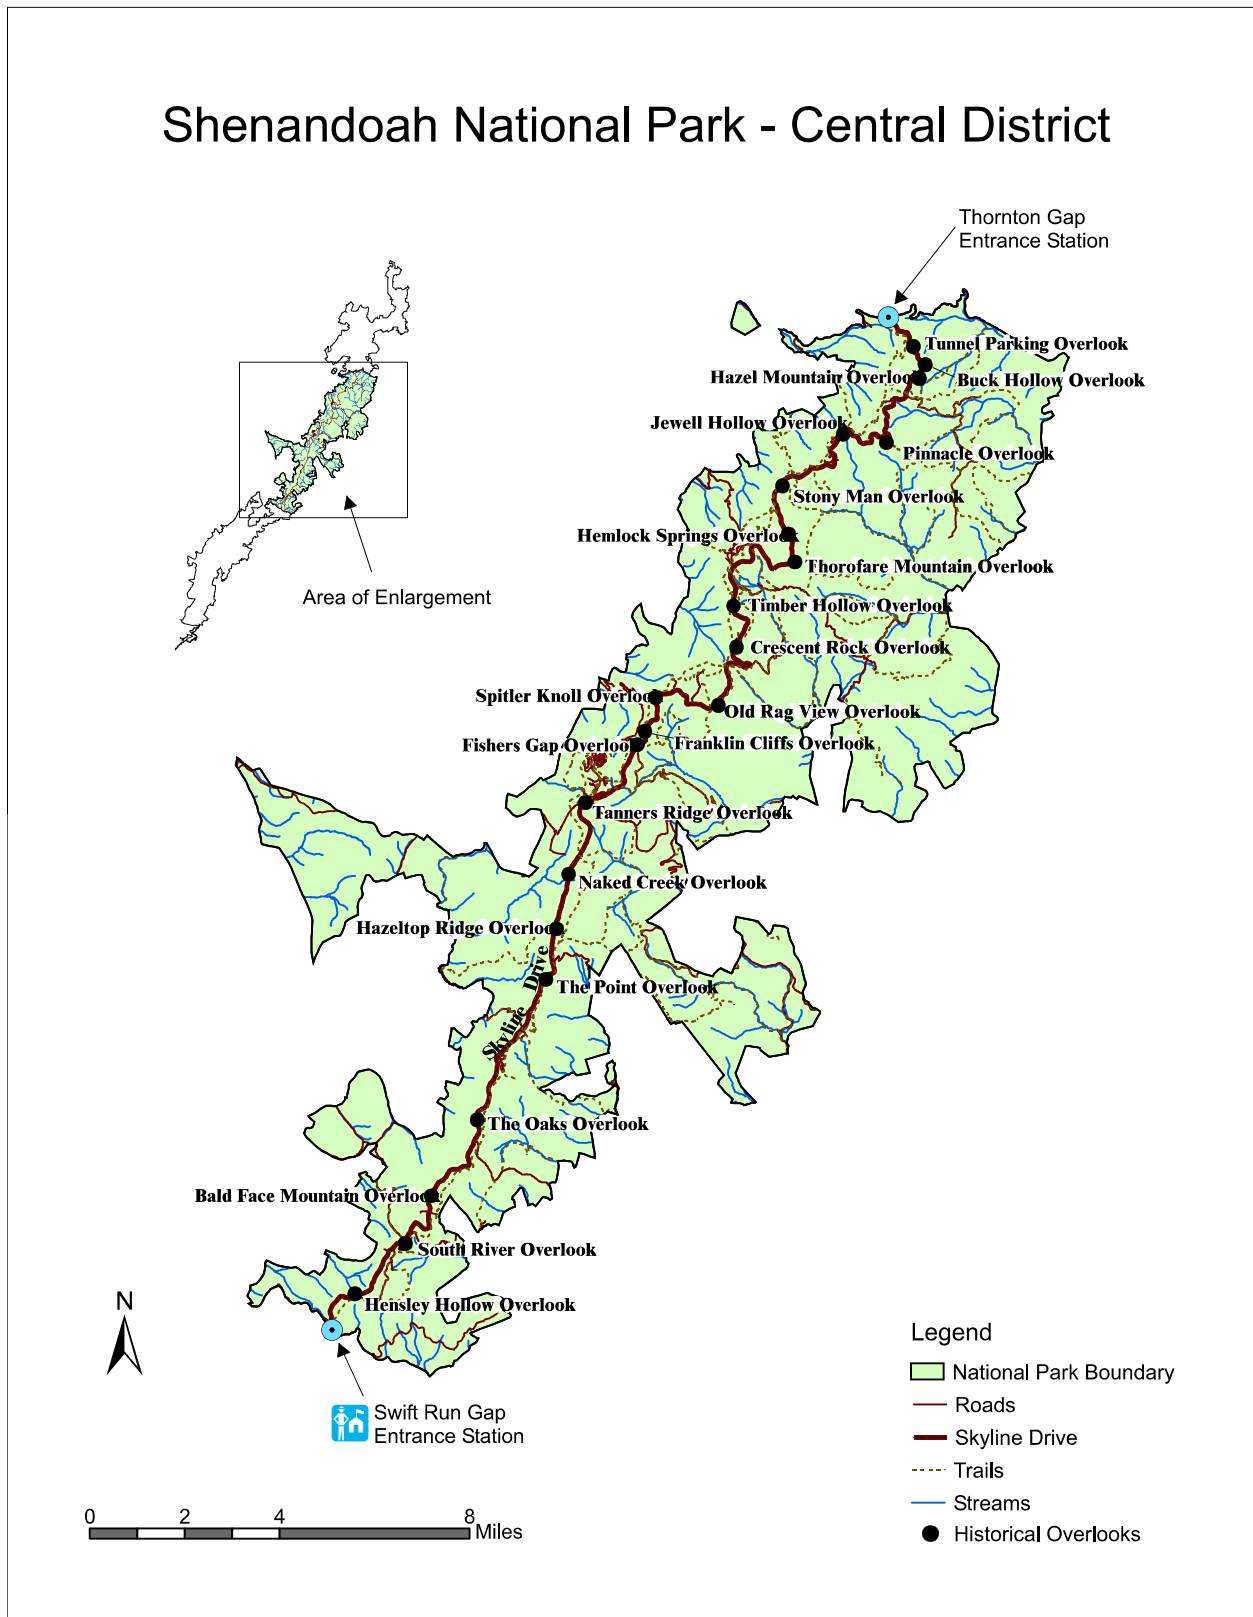 Shenandoah National Park - Central District
Thornton Gap
Entrance Station
Tunnel Parking Overlook
Hazel Mountain Overlook
Buck Hollow Overlook
Jewell Hollow Overlook
Pinnacle Overlook
Stony Man Overlook
Hemlock Springs Overlook
Thorofare Mountain Overlook
Area of Enlargement
Timber Hollow Overlook
Crescent Rock Overlook
Spitler Knoll Overlook
Old Rag View Overlook
Fishers Gap Overlook
Franklin Cliffs Overlook
Tanners Ridge Overlook
Naked Creek Overlook
Hazeltop Ridge Overlook
The Point Overlook
Skyline Drive
The Oaks Overlook
Bald Face Mountain Overlook
South River Overlook
Hensley Hollow Overlook
N
Swift Run Gap
Entrance Station
Legend
National Park Boundary
Roads
Skyline Drive
Trails
Streams
Historical Overlooks
0 2 4 8
Miles